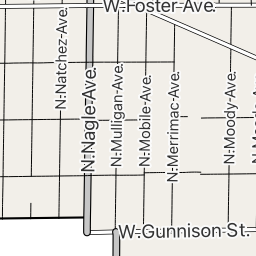 W. Foster Ave.
N. Natchez Ave.
N. Nagle Ave.
N. Mulligan Ave.
N. Mobile Ave.
N. Merrimac Ave.
N. Moody Ave.
W. Gunnison St.